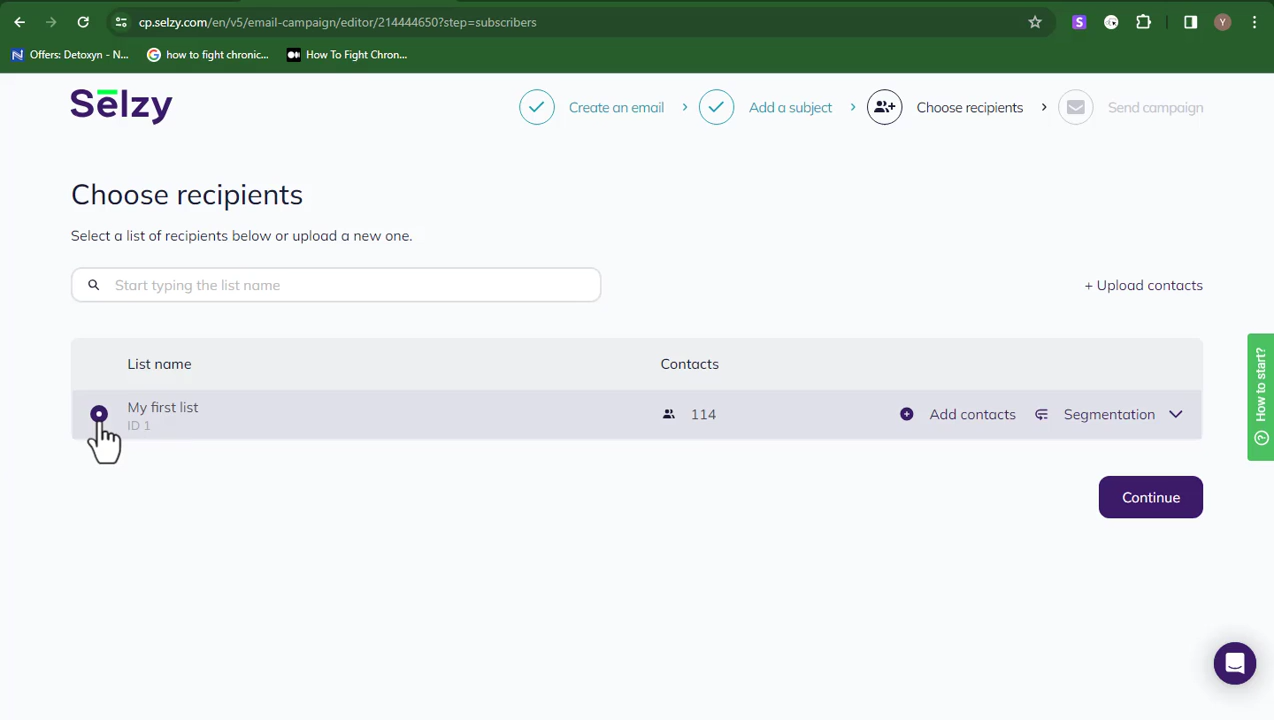 cp.selzy.com/en/v5/email-campaign/editor/214444650?step=subscribers
S
Y
N Offers: Detoxyn - N...
how to fight chronic...
How To Fight Chron...
Sēlzy
Create an email
Add a subject
Choose recipients
Send campaign
Choose recipients
Select a list of recipients below or upload a new one.
Start typing the list name
+ Upload contacts
List name
Contacts
My first list
ID 1
114
Add contacts
Segmentation
Continue
How to start?